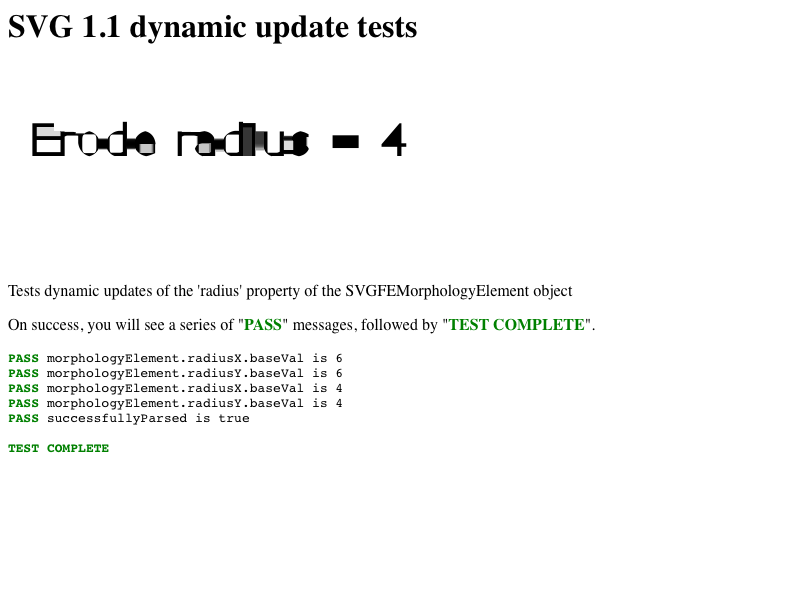 SVG 1.1 dynamic update tests
Erode radius = 4
Tests dynamic updates of the 'radius' property of the SVGFEMorphologyElement object
On success, you will see a series of "PASS" messages, followed by "TEST COMPLETE".
PASS morphologyElement.radiusX.baseVal is 6
PASS morphologyElement.radiusY.baseVal is 6
PASS morphologyElement.radiusX.baseVal is 4
PASS morphologyElement.radiusY.baseVal is 4
PASS successfullyParsed is true
TEST COMPLETE